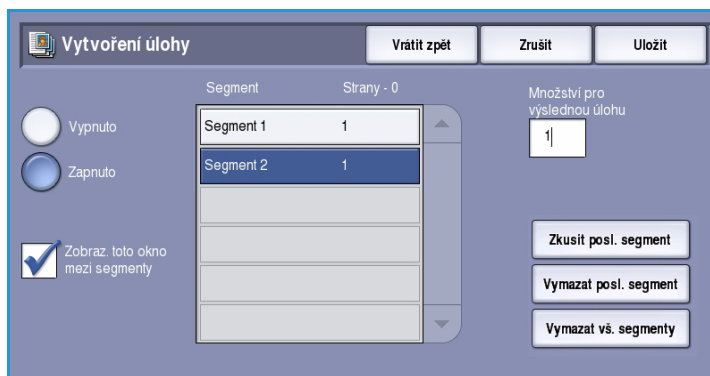 Vytvoření úlohy
Vrátit zpět
Zrušit
Uložit
Segment
Strany - 0
Množství pro
výslednou úlohu
1
Vypnuto
Zapnuto
Segment 1 1
Segment 2 1
Zobraz. toto okno
mezi segmenty
Zkusit posl. segment
Vymazat posl. segment
Vymazat vš. segmenty